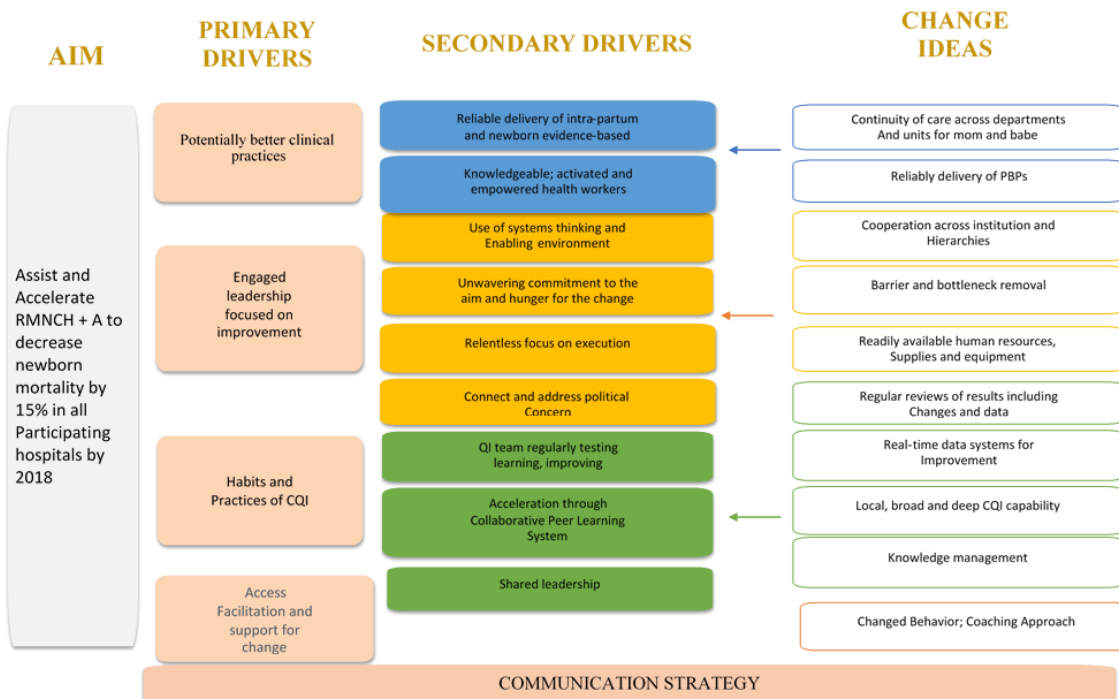 AIM
PRIMARY
DRIVERS
SECONDARY DRIVERS
CHANGE
IDEAS
Assist and
Accelerate
RMNCH + A to
decrease
newborn
mortality by
15% in all
Participating
hospitals by
2018
Potentially better clinical
practices
Engaged
leadership
focused on
improvement
Habits and
Practices of CQI
Access
Facilitation and
support for
change
Reliable delivery of intra-partum
and newborn evidence-based
Knowledgeable; activated and
empowered health workers
Use of systems thinking and
Enabling environment
Unwavering commitment to the
aim and hunger for the change
Relentless focus on execution
Connect and address political
Concern
QI team regularly testing
learning, improving
Acceleration through
Collaborative Peer Learning
System
Shared leadership
Continuity of care across departments
And units for mom and babe
Reliably delivery of PBPs
Cooperation across institution and
Hierarchies
Barrier and bottleneck removal
Readily available human resources,
Supplies and equipment
Regular reviews of results including
Changes and data
Real-time data systems for
Improvement
Local, broad and deep CQI capability
Knowledge management
Changed Behavior; Coaching Approach
COMMUNICATION STRATEGY